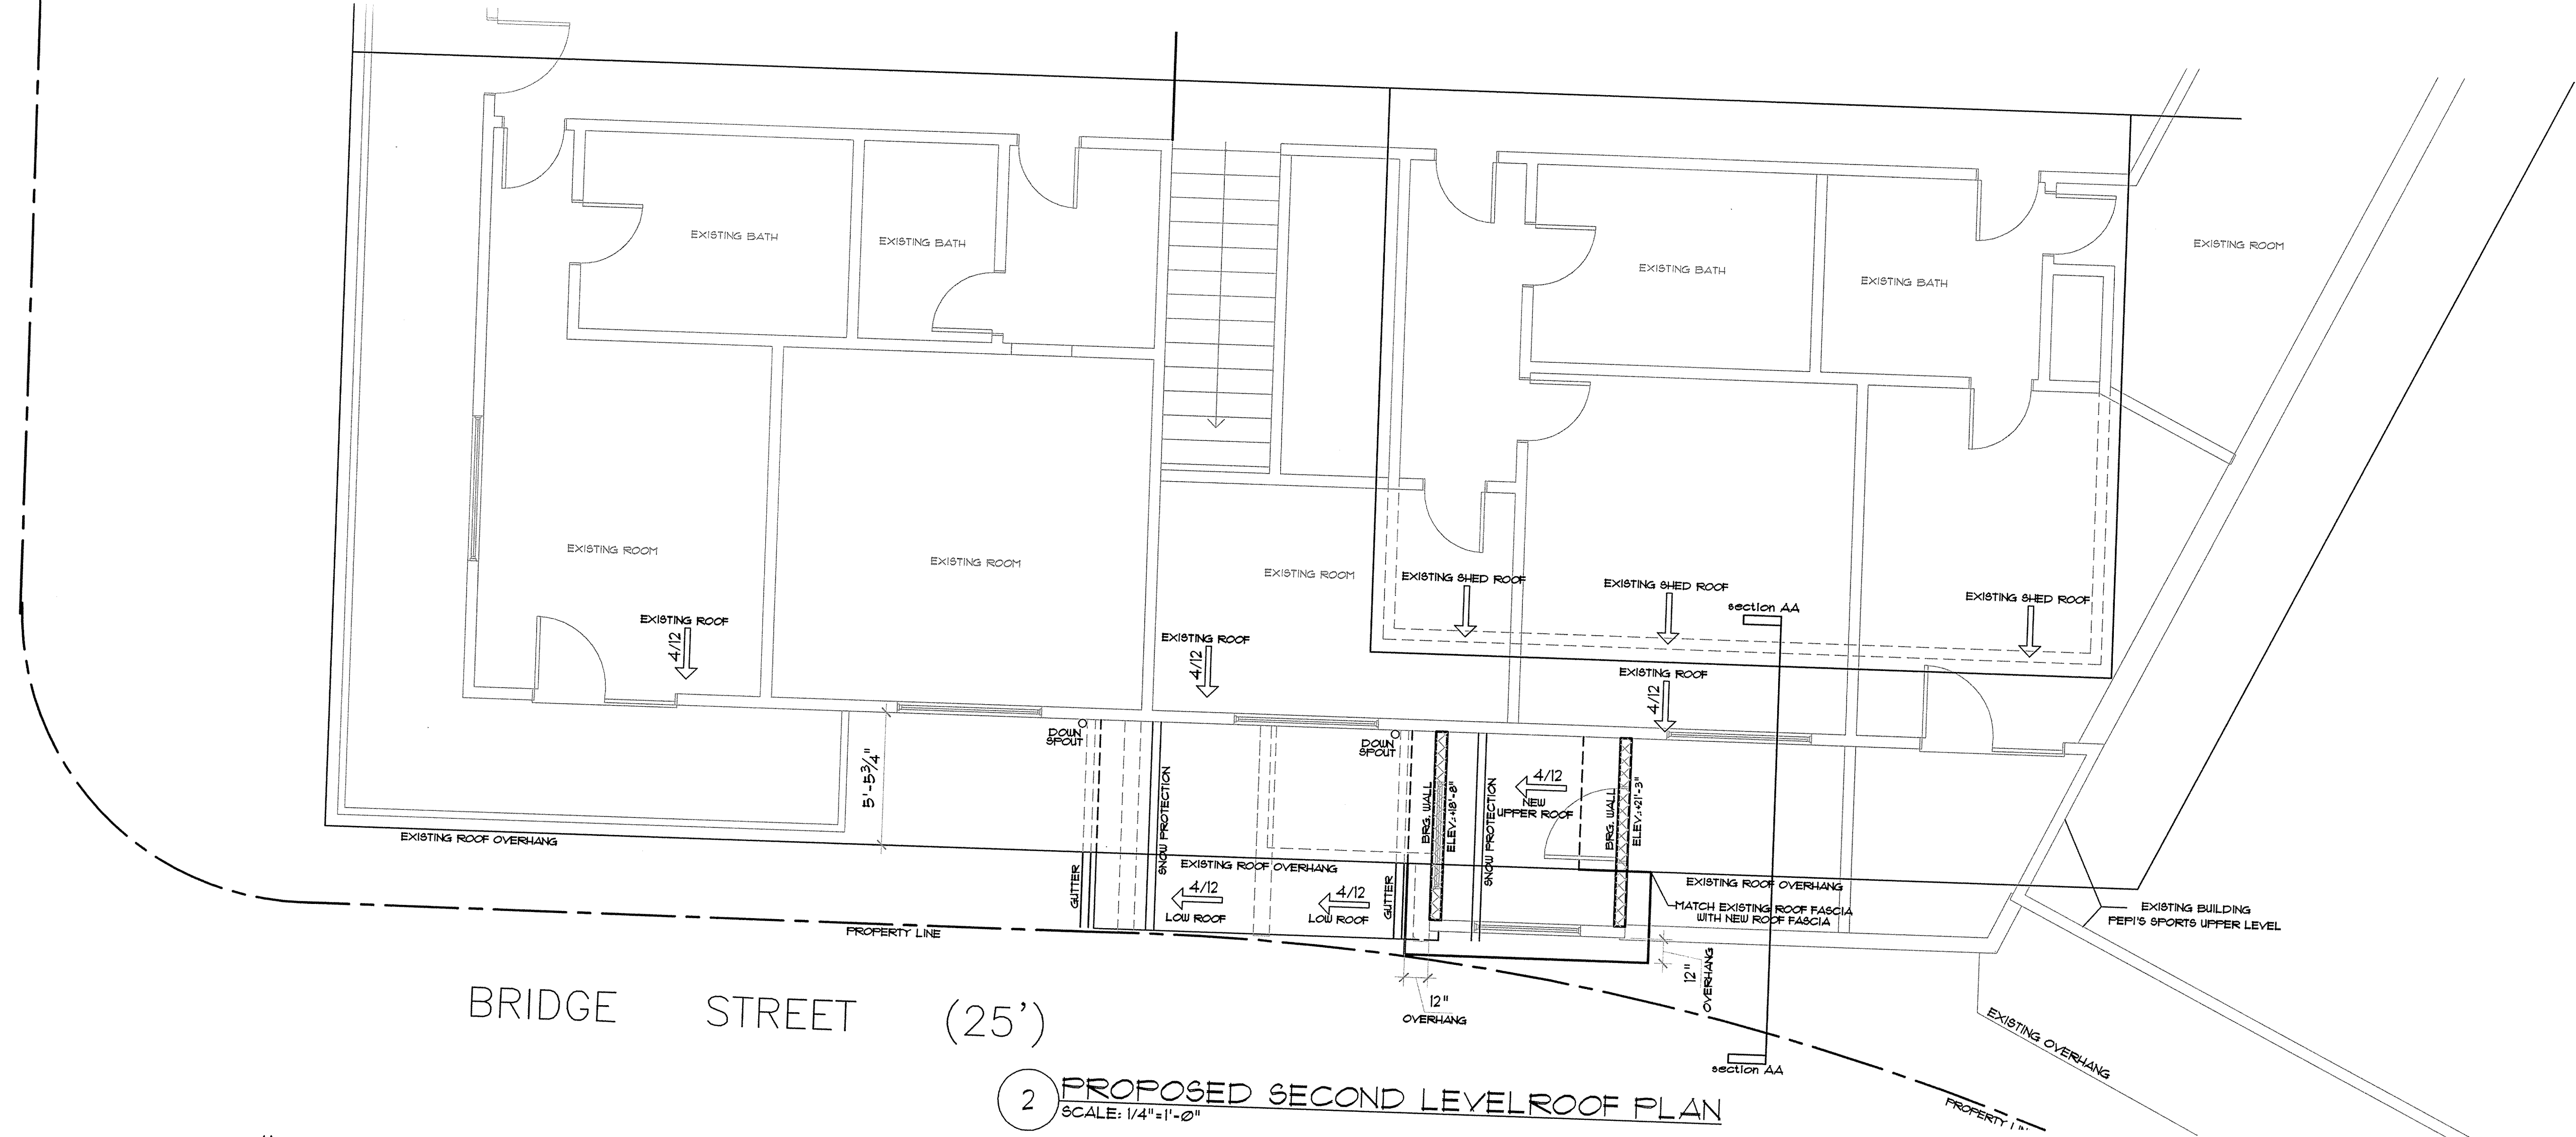 EXISTING BATH
EXISTING BATH
EXISTING BATH
EXISTING BATH
EXISTING ROOM
EXISTING ROOM
EXISTING ROOM
EXISTING ROOM
EXISTING SHED ROOF
EXISTING SHED ROOF
EXISTING SHED ROOF
section AA
EXISTING ROOF
4/12
EXISTING ROOF
4/12
EXISTING ROOF
4/12
5'-5¾"
DOWN
SPOUT
DOWN
SPOUT
SNOW PROTECTION
BRG. WALL
ELEV.:+18'-8"
SNOW PROTECTION
4/12
NEW
UPPER ROOF
BRG. WALL
ELEV.:+21'-3"
EXISTING ROOF OVERHANG
EXISTING ROOF OVERHANG
EXISTING ROOF OVERHANG
GUTTER
4/12
LOW ROOF
4/12
LOW ROOF
GUTTER
MATCH EXISTING ROOF FASCIA
WITH NEW ROOF FASCIA
EXISTING BUILDING
PEPI'S SPORTS UPPER LEVEL
PROPERTY LINE
12"
OVERHANG
12"
OVERHANG
BRIDGE STREET (25')
EXISTING OVERHANG
section AA
2
PROPOSED SECOND LEVELROOF PLAN
SCALE: 1/4"=1'-0"
PROPERTY